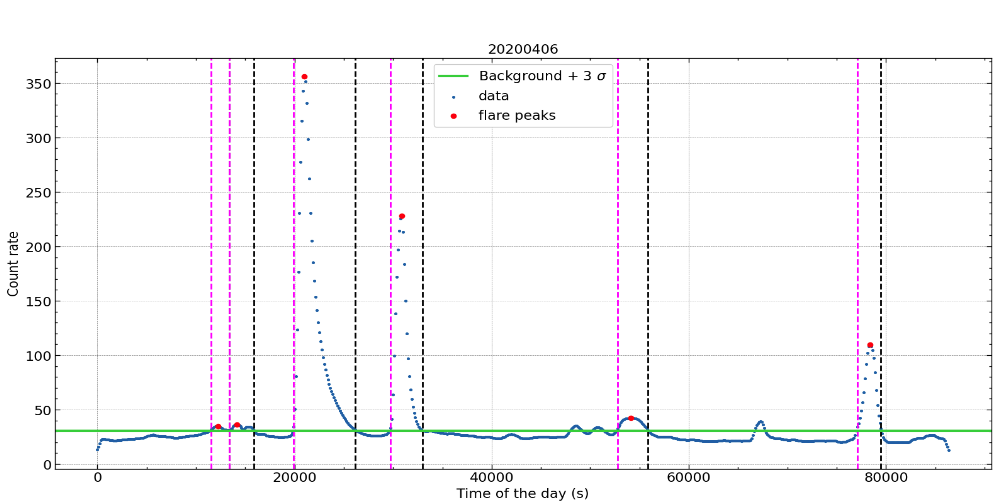 20200406
Background + 3 σ
data
flare peaks
Count rate
350
300
250
200
150
100
50
0
0 20000 40000 60000 80000
Time of the day (s)